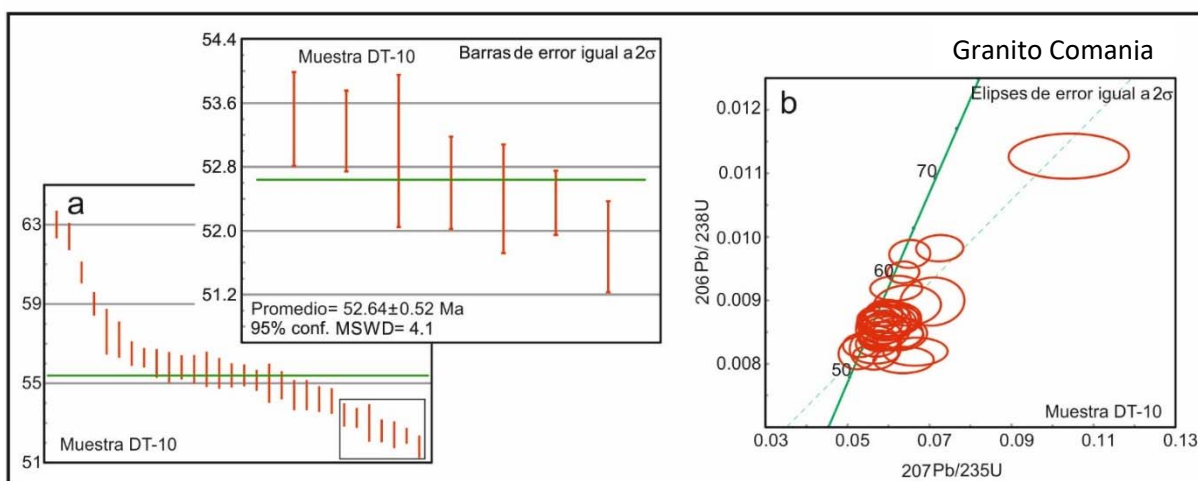 Granito Comanja
54.4
53.6
52.8
52.0
51.2
Muestra DT-10
Barras de error igual a 2σ
Promedio= 52.64±0.52 Ma
95% conf. MSWD= 4.1
a
63
59
55
51
Muestra DT-10
b
Elipses de error igual a 2σ
0.012
0.011
0.010
0.009
0.008
206Pb/238U
70
60
50
Muestra DT-10
0.03 0.05 0.07 0.09 0.11 0.13
207Pb/235U